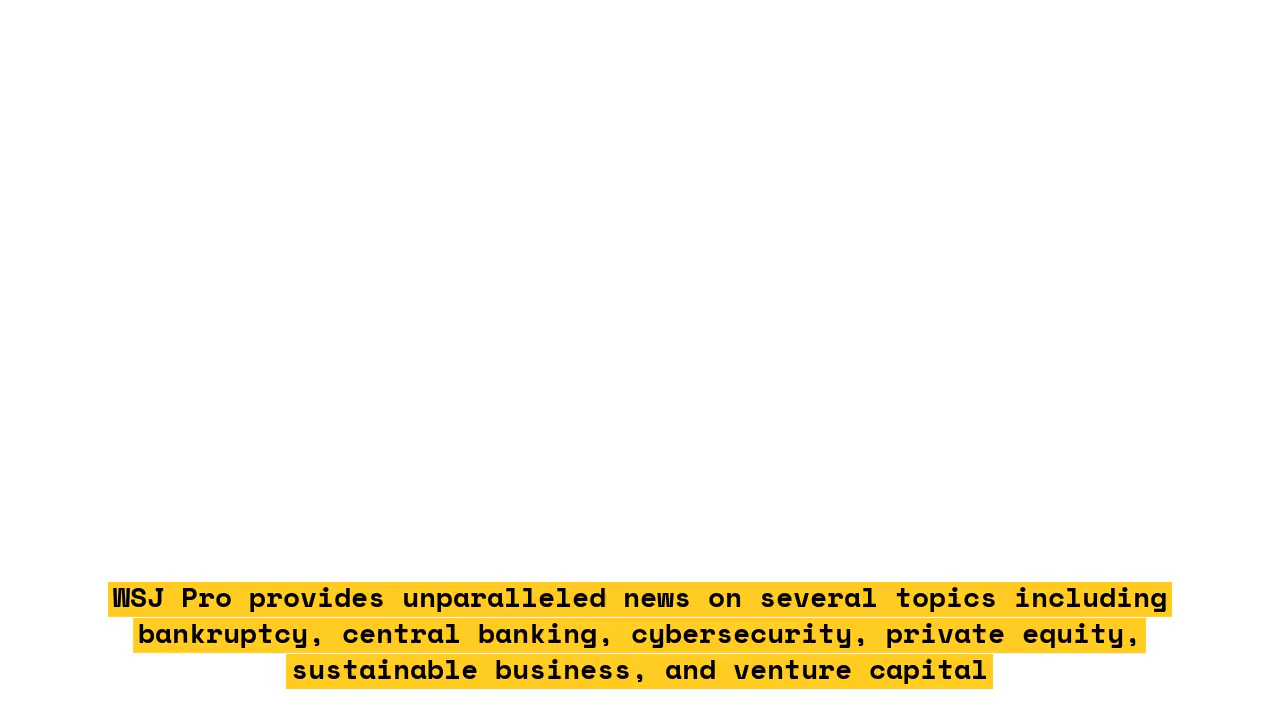 WSJ Pro provides unparalleled news on several topics including
bankruptcy, central banking, cybersecurity, private equity,
sustainable business, and venture capital